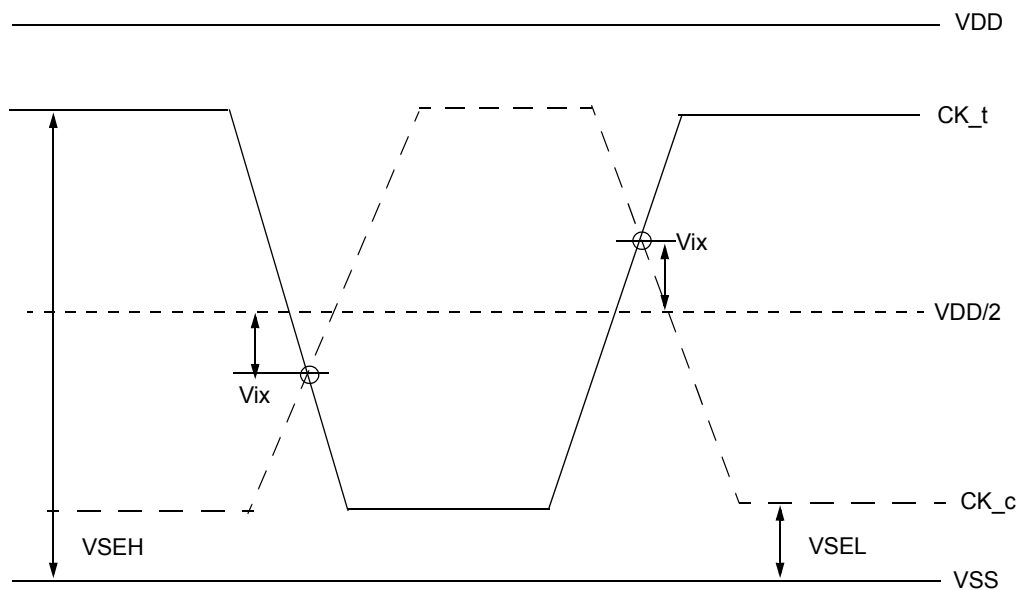 VDD
CK_t
Vix
VDD/2
Vix
CK_c
VSEH
VSEL
VSS